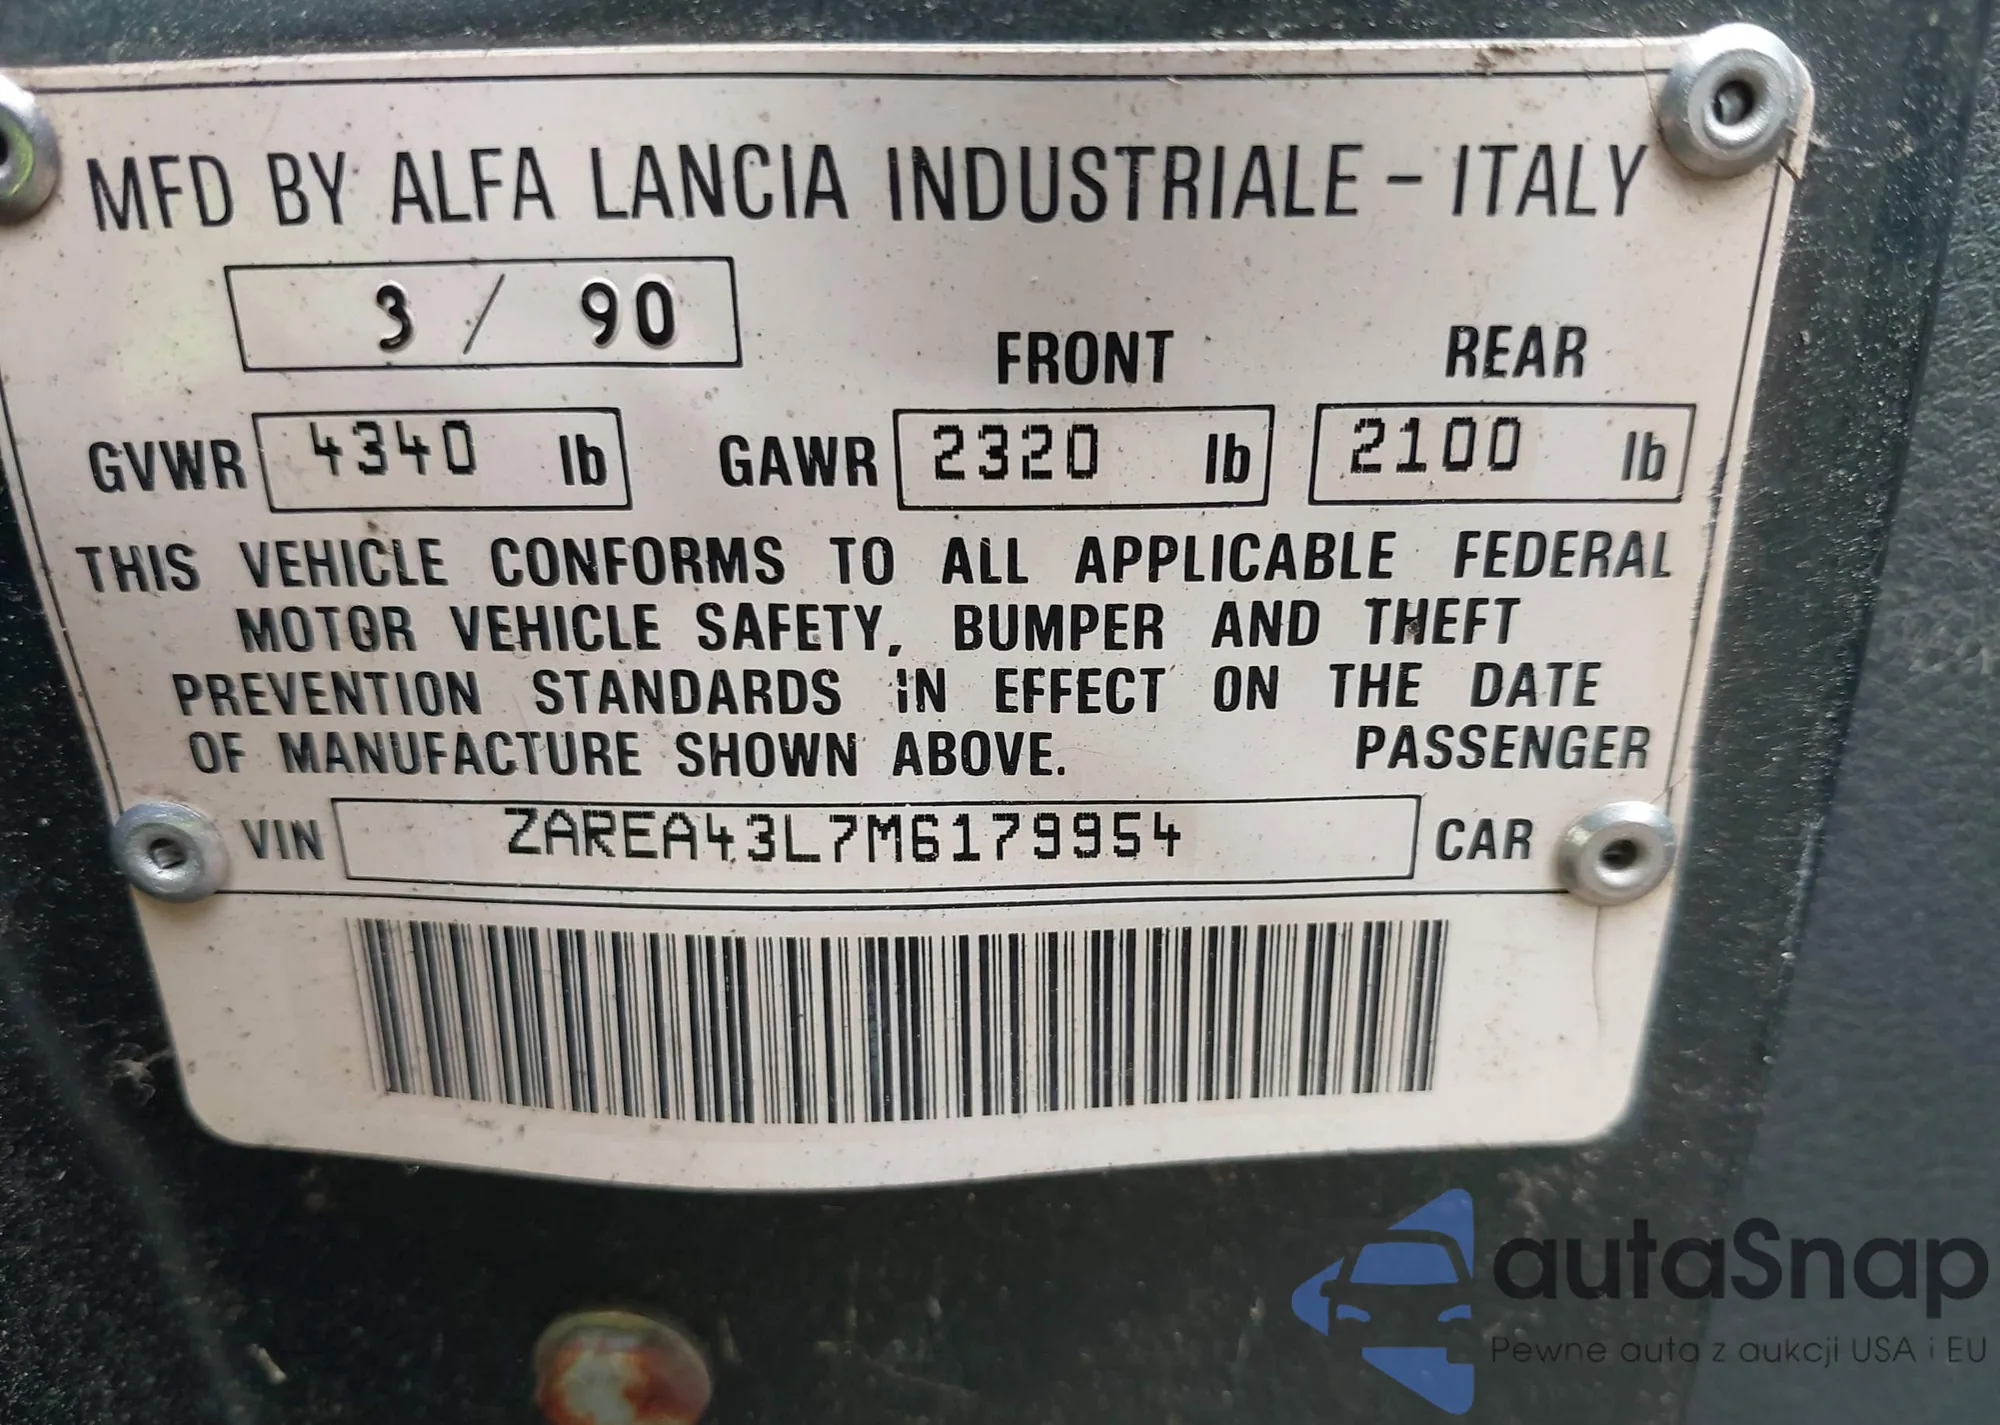 MFD BY ALFA LANCIA INDUSTRIALE - ITALY
3 / 90
FRONT REAR
GVWR 4340 lb GAWR 2320 lb 2100 lb
THIS VEHICLE CONFORMS TO ALL APPLICABLE FEDERAL
MOTOR VEHICLE SAFETY, BUMPER AND THEFT
PREVENTION STANDARDS IN EFFECT ON THE DATE
OF MANUFACTURE SHOWN ABOVE. PASSENGER
VIN ZAREA43L7M6179954 CAR
autaSnap
Pewne auta z aukcji USA i EU